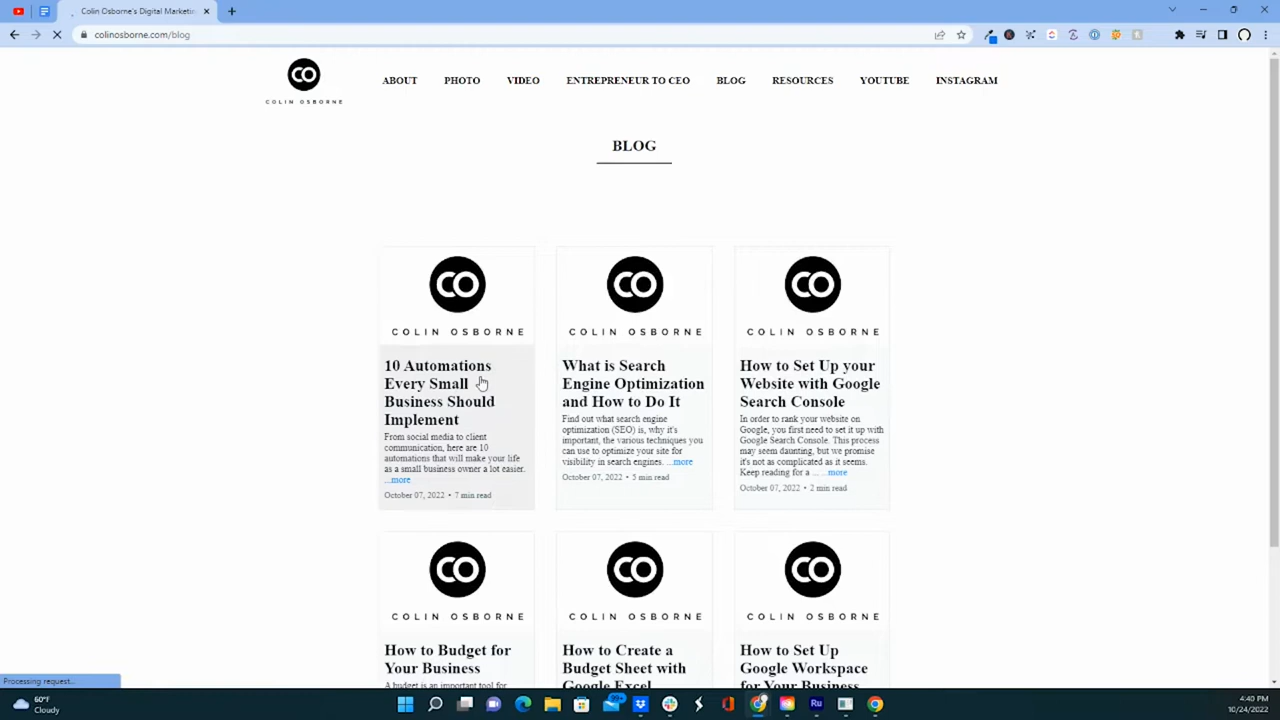 Colin Osborne's Digital Marketin
colinosborne.com/blog
CO
COLIN OSBORNE
ABOUT
PHOTO
VIDEO
ENTREPRENEUR TO CEO
BLOG
RESOURCES
YOUTUBE
INSTAGRAM
BLOG
CO
COLIN OSBORNE
10 Automations
Every Small
Business Should
Implement
From social media to client
communication, here are 10
automations that will make your life
as a small business owner a lot easier.
...more
October 07, 2022 • 7 min read
CO
COLIN OSBORNE
What is Search
Engine Optimization
and How to Do It
Find out what search engine
optimization (SEO) is, why it's
important, the various techniques you
can use to optimize your site for
visibility in search engines. ...more
October 07, 2022 • 5 min read
CO
COLIN OSBORNE
How to Set Up your
Website with Google
Search Console
In order to rank your website on
Google, you first need to set it up with
Google Search Console. This process
may seem daunting, but we promise
it's not as complicated as it seems.
Keep reading for a ... ...more
October 07, 2022 • 2 min read
CO
COLIN OSBORNE
How to Budget for
Your Business
A budget is an important tool for
CO
COLIN OSBORNE
How to Create a
Budget Sheet with
Google Excel
CO
COLIN OSBORNE
How to Set Up
Google Workspace
for Your Business
Processing request...
60°F
Cloudy
99+
Ru
4:40 PM
10/24/2022